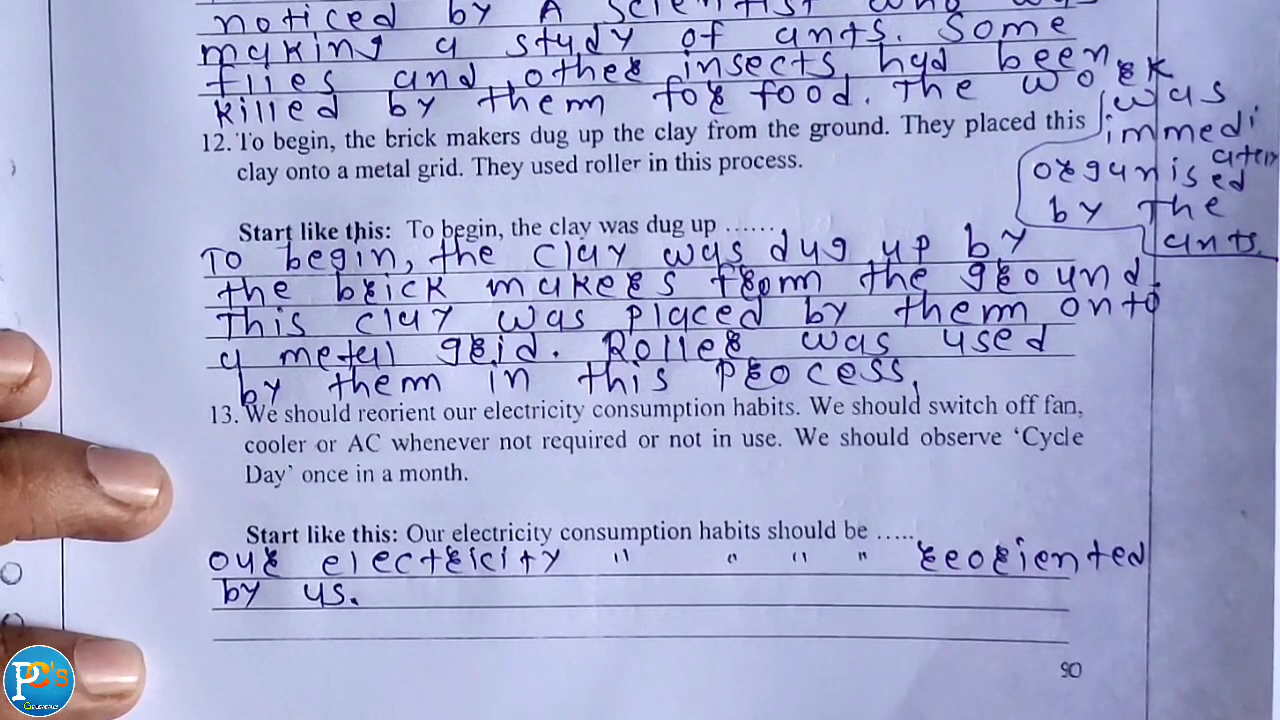 noticed by A scientist who was
making a study of ants. Some
flies and other insects had been
killed by them for food. The work
was
immedi
ately
organised
by the
ants.
12. To begin, the brick makers dug up the clay from the ground. They placed this
clay onto a metal grid. They used roller in this process.
Start like this: To begin, the clay was dug up ……
To begin, the clay was dug up by
the brick makers from the ground.
This clay was placed by them onto
a metal grid. Roller was used
by them in this process.
13. We should reorient our electricity consumption habits. We should switch off fan,
cooler or AC whenever not required or not in use. We should observe ‘Cycle
Day’ once in a month.
Start like this: Our electricity consumption habits should be …..
our electricity " " " " reoriented
by us.
90
PC's